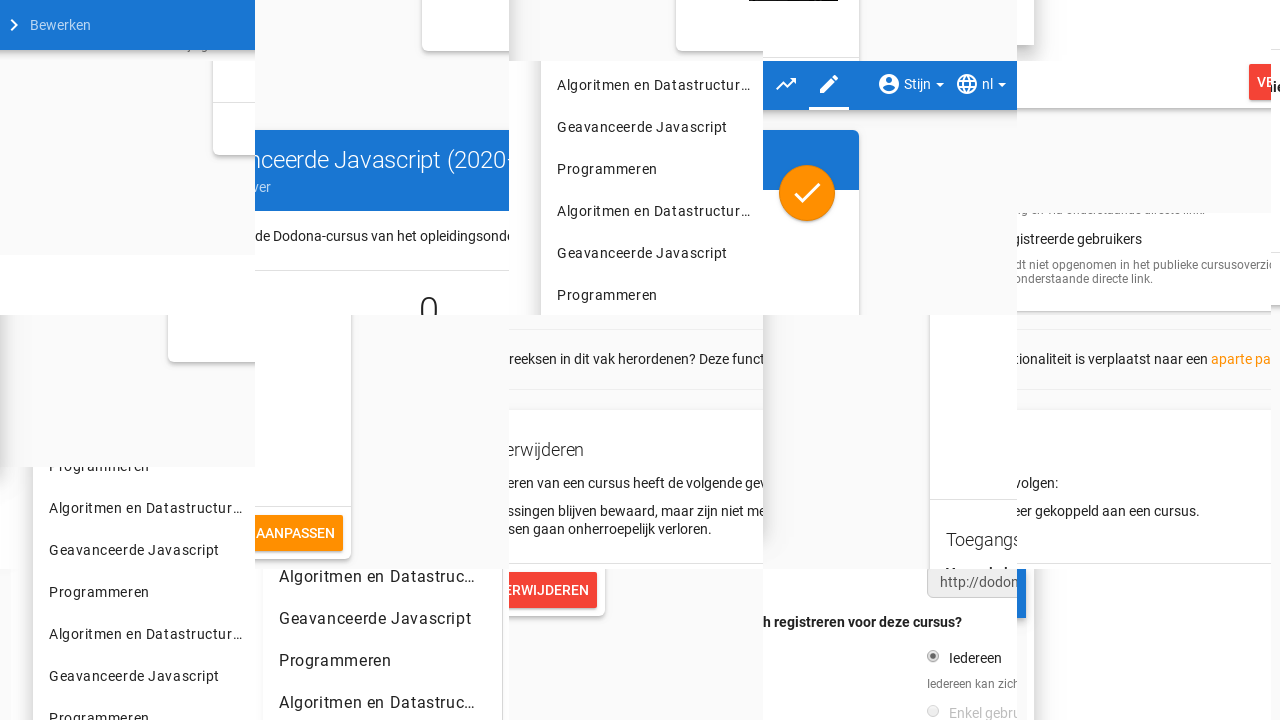 Bewerken
nceerde Javascript (2020-
ver
de Dodona-cursus van het opleidingsonde
0
Algoritmen en Datastructur…
Geavanceerde Javascript
Programmeren
Algoritmen en Datastructur…
Geavanceerde Javascript
Programmeren
Stijn
nl
VE
gistreerde gebruikers
dt niet opgenomen in het publieke cursusoverzic
onderstaande directe link.
reeksen in dit vak herordenen? Deze funct
tionaliteit is verplaatst naar een aparte pa
erwijderen
eren van een cursus heeft de volgende gev
volgen:
ssingen blijven bewaard, maar zijn niet me
eer gekoppeld aan een cursus.
sen gaan onherroepelijk verloren.
Toegangs
Programmeren
Algoritmen en Datastructur…
Geavanceerde Javascript
Programmeren
Algoritmen en Datastructur…
Geavanceerde Javascript
Programmeren
AANPASSEN
Algoritmen en Datastruc…
Geavanceerde Javascript
Programmeren
Algoritmen en Datastruc…
ERWIJDEREN
http://dodon
h registreren voor deze cursus?
Iedereen
Iedereen kan zich
Enkel gebru